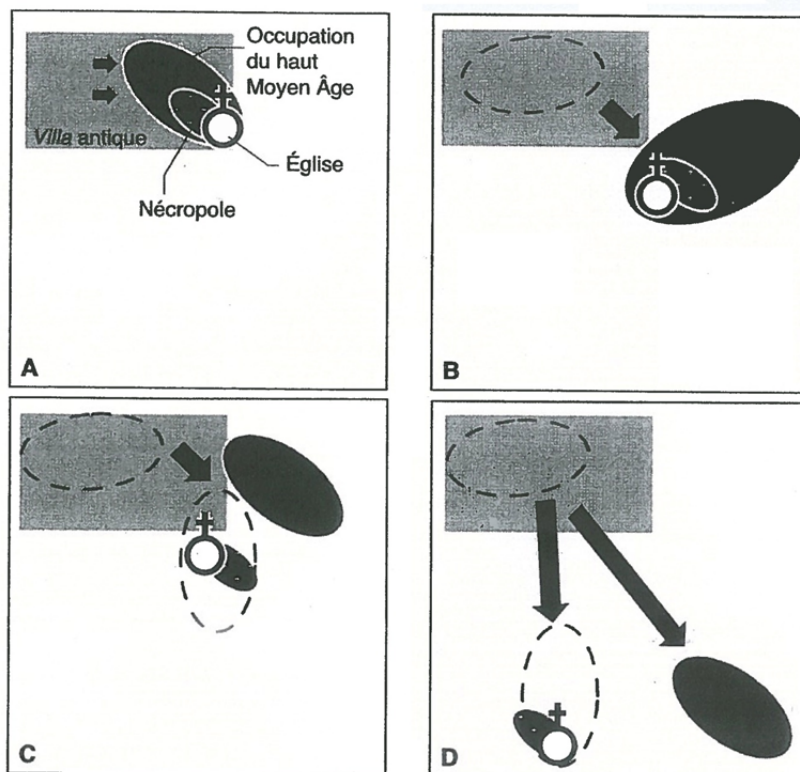 Occupation
du haut
Moyen Âge
Villa antique
Église
Nécropole
A
B
C
D